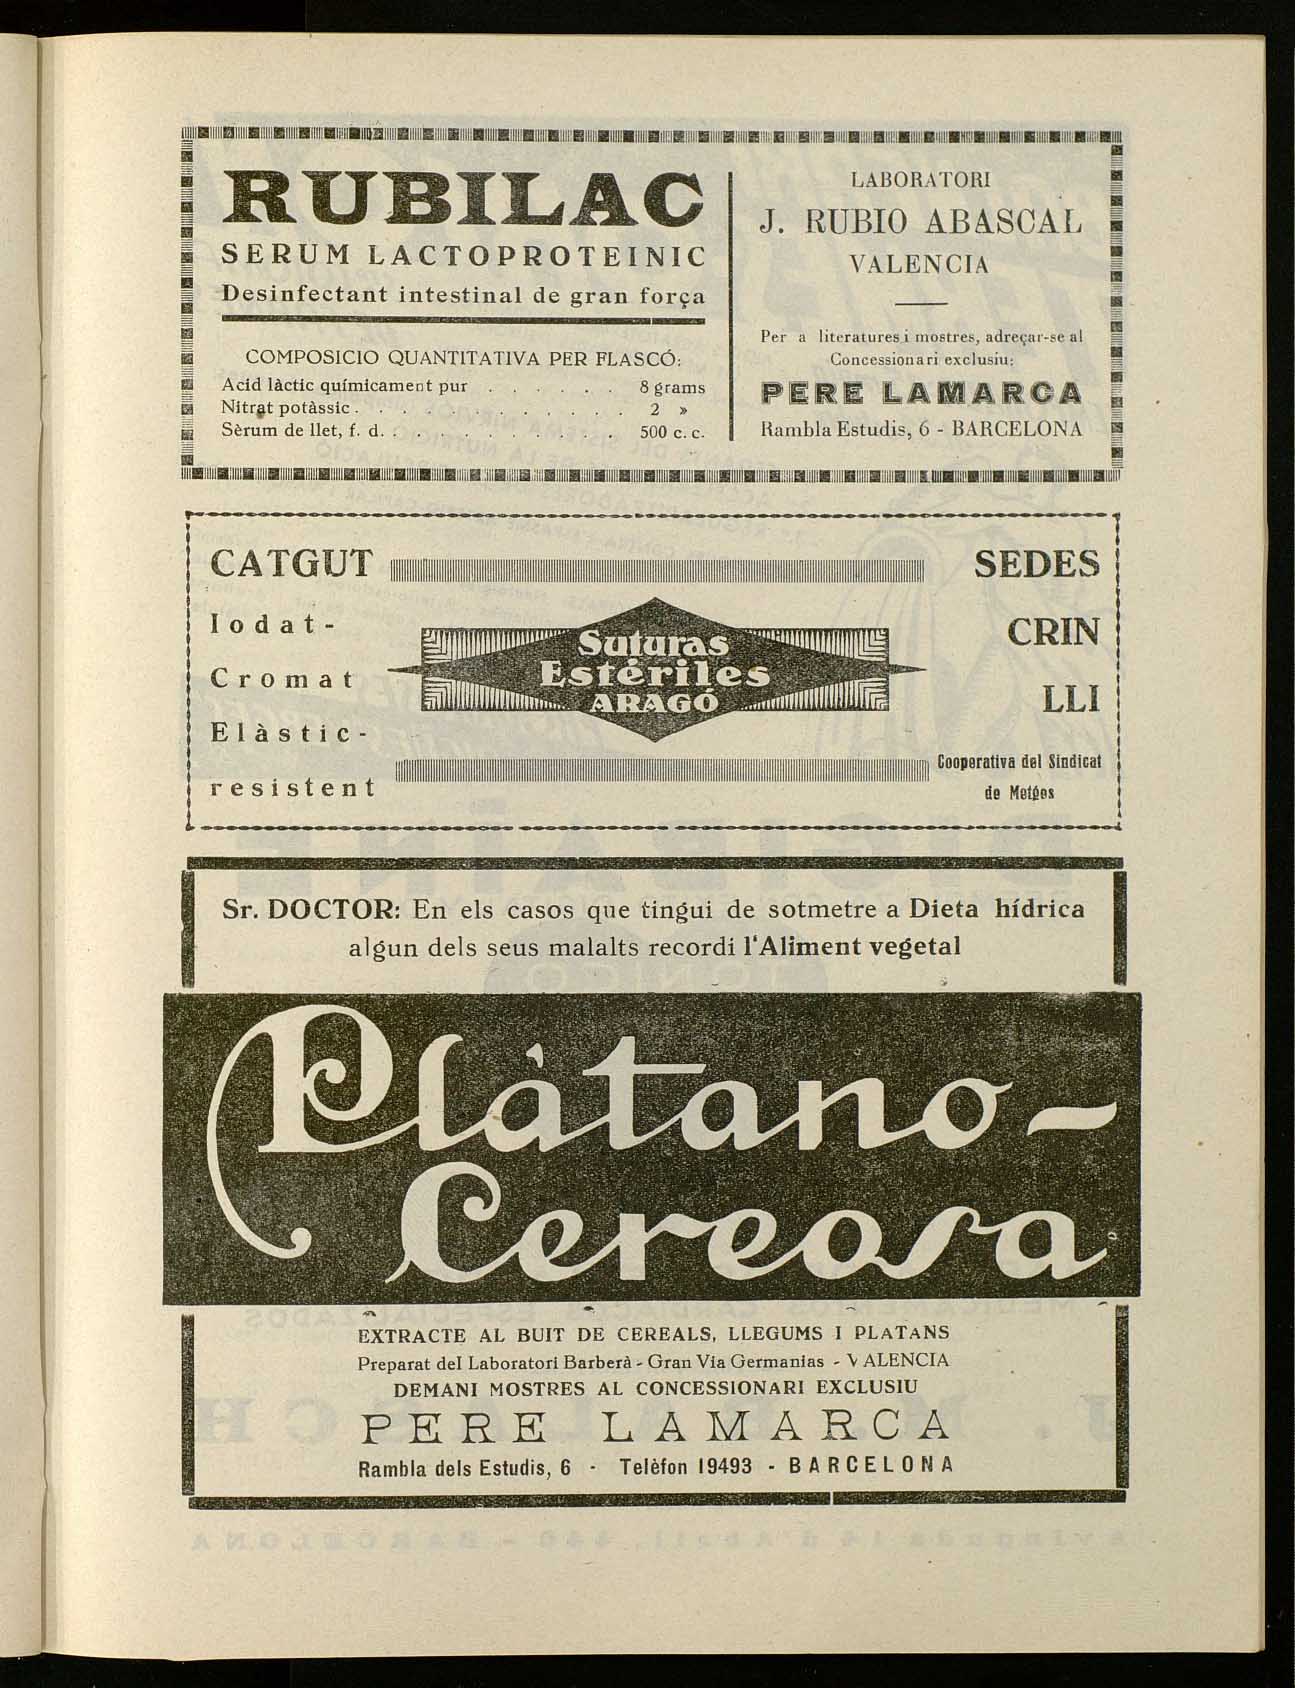 RUBILAC
SERUM LACTOPROTEINIC
Desinfectant intestinal de gran força
COMPOSICIO QUANTITATIVA PER FLASCÓ:
Acid làctic químicament pur . . . . . . 8 grams
Nitrat potàssic . . . . . . . . . . . . 2 »
Sèrum de llet, f. d. . . . . . . . . . . 500 c. c.
LABORATORI
J. RUBIO ABASCAL
VALENCIA
Per a literatures i mostres, adreçar-se al
Concessionari exclusiu:
PERE LAMARCA
Rambla Estudis, 6 - BARCELONA
CATGUT
Iodat-
Cromat
Elàstic-
resistent
Suturas
Estériles
ARAGÓ
SEDES
CRIN
LLI
Cooperativa del Sindicat
de Metges
Sr. DOCTOR: En els casos que tingui de sotmetre a Dieta hídrica
algun dels seus malalts recordi l'Aliment vegetal
Plàtano-
Cereosa
EXTRACTE AL BUIT DE CEREALS, LLEGUMS I PLATANS
Preparat del Laboratori Barberà - Gran Via Germanias - VALENCIA
DEMANI MOSTRES AL CONCESSIONARI EXCLUSIU
PERE LAMARCA
Rambla dels Estudis, 6 - Telèfon 19493 - BARCELONA